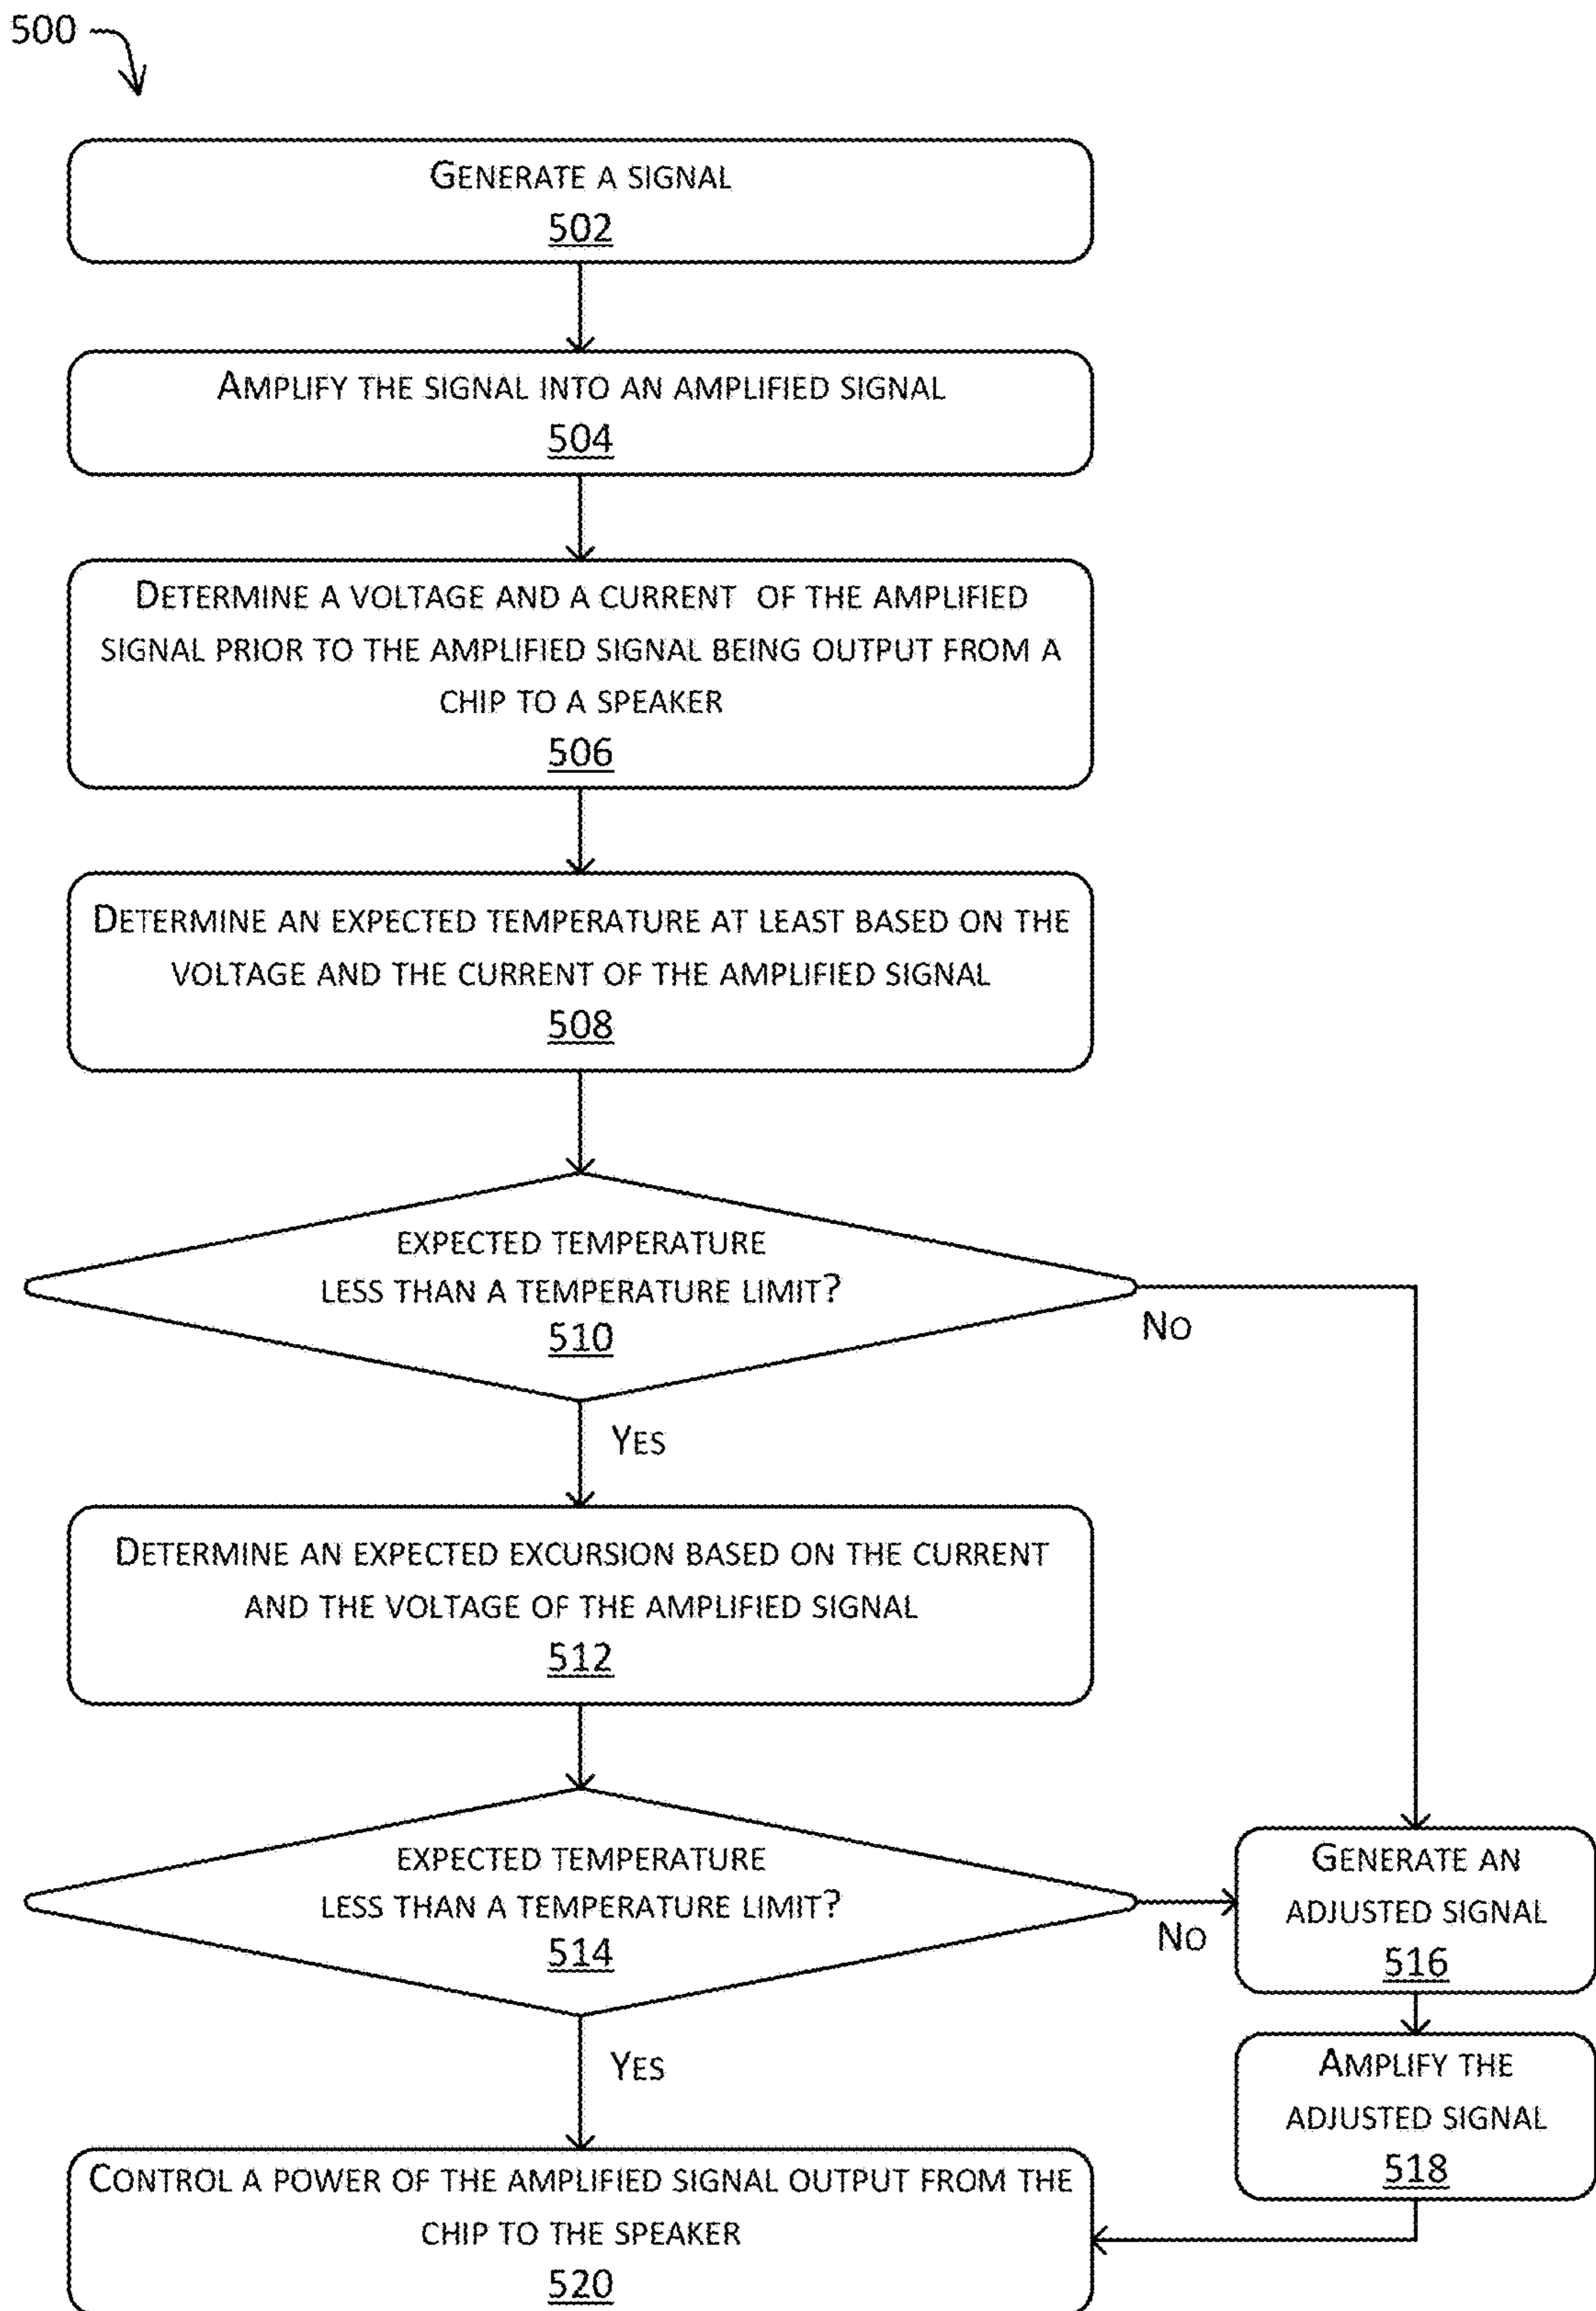 500
GENERATE A SIGNAL
502
AMPLIFY THE SIGNAL INTO AN AMPLIFIED SIGNAL
504
DETERMINE A VOLTAGE AND A CURRENT OF THE AMPLIFIED
SIGNAL PRIOR TO THE AMPLIFIED SIGNAL BEING OUTPUT FROM A
CHIP TO A SPEAKER
506
DETERMINE AN EXPECTED TEMPERATURE AT LEAST BASED ON THE
VOLTAGE AND THE CURRENT OF THE AMPLIFIED SIGNAL
508
EXPECTED TEMPERATURE
LESS THAN A TEMPERATURE LIMIT?
510
NO
YES
DETERMINE AN EXPECTED EXCURSION BASED ON THE CURRENT
AND THE VOLTAGE OF THE AMPLIFIED SIGNAL
512
EXPECTED TEMPERATURE
LESS THAN A TEMPERATURE LIMIT?
514
NO
YES
GENERATE AN
ADJUSTED SIGNAL
516
AMPLIFY THE
ADJUSTED SIGNAL
518
CONTROL A POWER OF THE AMPLIFIED SIGNAL OUTPUT FROM THE
CHIP TO THE SPEAKER
520